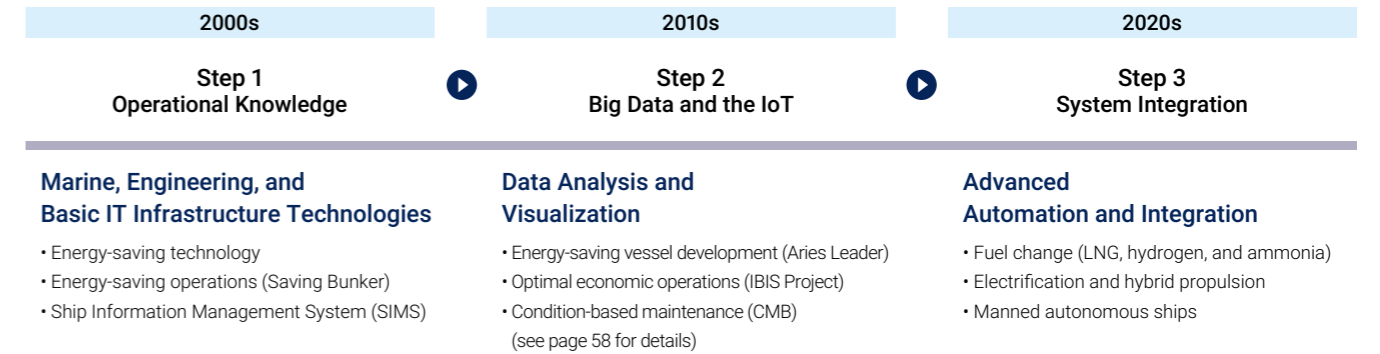 2000s
Step 1
Operational Knowledge
Marine, Engineering, and
Basic IT Infrastructure Technologies
• Energy-saving technology
• Energy-saving operations (Saving Bunker)
• Ship Information Management System (SIMS)
2010s
Step 2
Big Data and the IoT
Data Analysis and
Visualization
• Energy-saving vessel development (Aries Leader)
• Optimal economic operations (IBIS Project)
• Condition-based maintenance (CMB)
(see page 58 for details)
2020s
Step 3
System Integration
Advanced
Automation and Integration
• Fuel change (LNG, hydrogen, and ammonia)
• Electrification and hybrid propulsion
• Manned autonomous ships